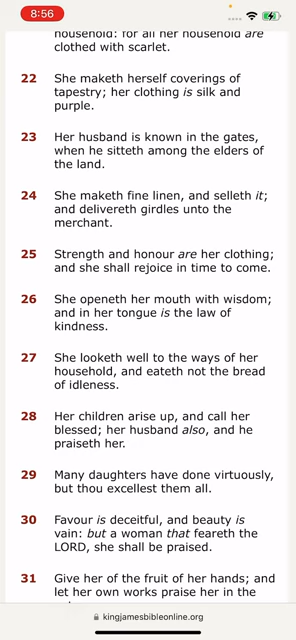 8:56
household: for all her household are
clothed with scarlet.
22 She maketh herself coverings of
tapestry; her clothing is silk and
purple.
23 Her husband is known in the gates,
when he sitteth among the elders of
the land.
24 She maketh fine linen, and selleth it;
and delivereth girdles unto the
merchant.
25 Strength and honour are her clothing;
and she shall rejoice in time to come.
26 She openeth her mouth with wisdom;
and in her tongue is the law of
kindness.
27 She looketh well to the ways of her
household, and eateth not the bread
of idleness.
28 Her children arise up, and call her
blessed; her husband also, and he
praiseth her.
29 Many daughters have done virtuously,
but thou excellest them all.
30 Favour is deceitful, and beauty is
vain: but a woman that feareth the
LORD, she shall be praised.
31 Give her of the fruit of her hands; and
let her own works praise her in the
kingjamesbibleonline.org